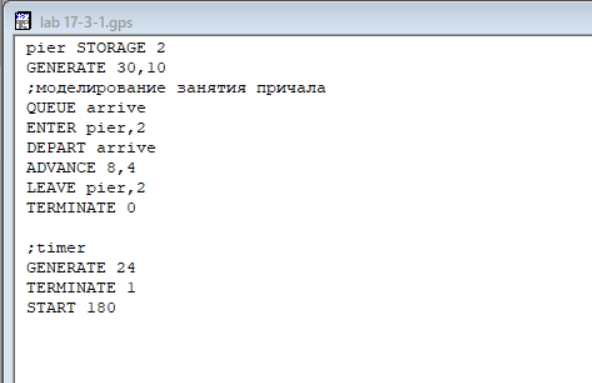 lab 17-3-1.gps
pier STORAGE 2
GENERATE 30,10
;моделирование занятия причала
QUEUE arrive
ENTER pier,2
DEPART arrive
ADVANCE 8,4
LEAVE pier,2
TERMINATE 0
;timer
GENERATE 24
TERMINATE 1
START 180